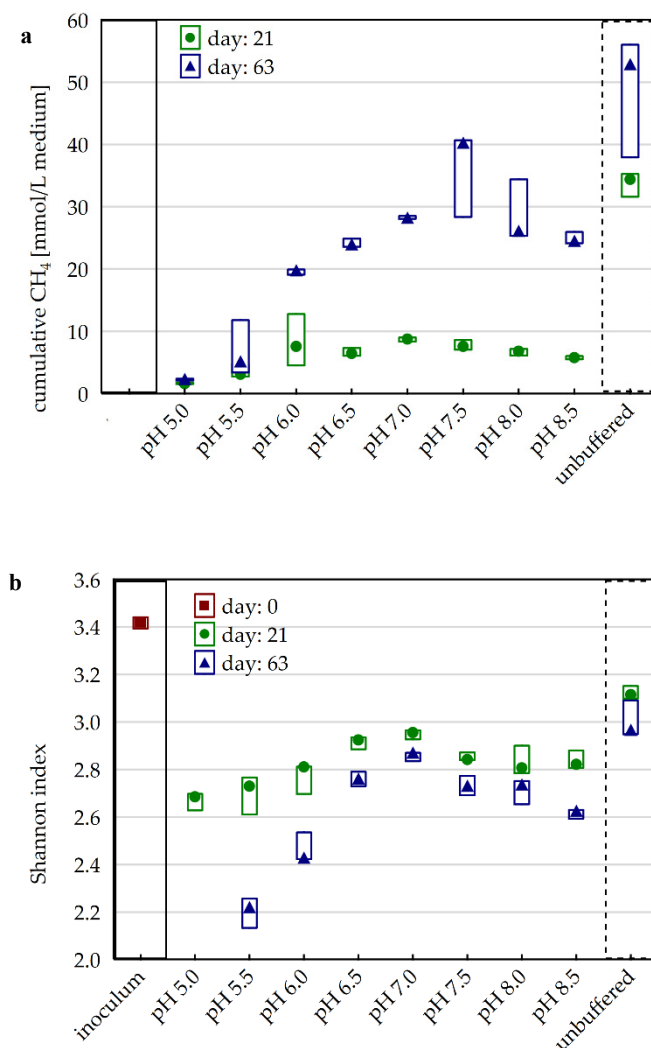 a
cumulative CH₄ [mmol/L medium]
60
50
40
30
20
10
0
day: 21
day: 63
pH 5.0
pH 5.5
pH 6.0
pH 6.5
pH 7.0
pH 7.5
pH 8.0
pH 8.5
unbuffered
b
Shannon index
3.6
3.4
3.2
3.0
2.8
2.6
2.4
2.2
2.0
day: 0
day: 21
day: 63
inoculum
pH 5.0
pH 5.5
pH 6.0
pH 6.5
pH 7.0
pH 7.5
pH 8.0
pH 8.5
unbuffered